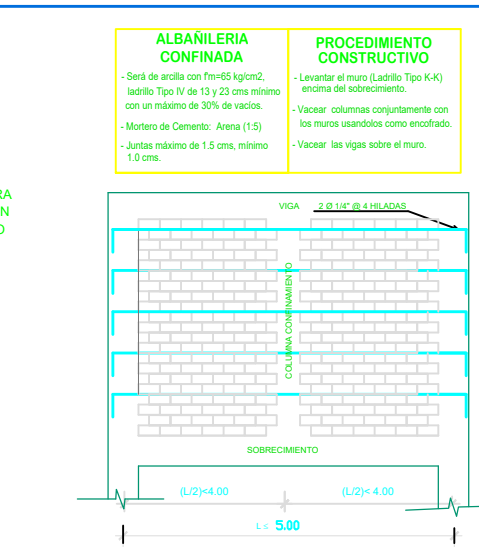 ALBAÑILERIA
CONFINADA
- Será de arcilla con f'm=65 kg/cm2,
ladrillo Tipo IV de 13 y 23 cms mínimo
con un máximo de 30% de vacíos.
- Mortero de Cemento: Arena (1:5)
- Juntas máximo de 1.5 cms, mínimo
1.0 cms.
PROCEDIMIENTO
CONSTRUCTIVO
- Levantar el muro (Ladrillo Tipo K-K)
encima del sobrecimiento.
- Vacear columnas conjuntamente con
los muros usandolos como encofrado.
- Vacear las vigas sobre el muro.
RA
N
O
VIGA
2 Ø 1/4" @ 4 HILADAS
COLUMNA CONFINAMIENTO
SOBRECIMIENTO
(L/2)<4.00
(L/2)< 4.00
L ≤ 5.00